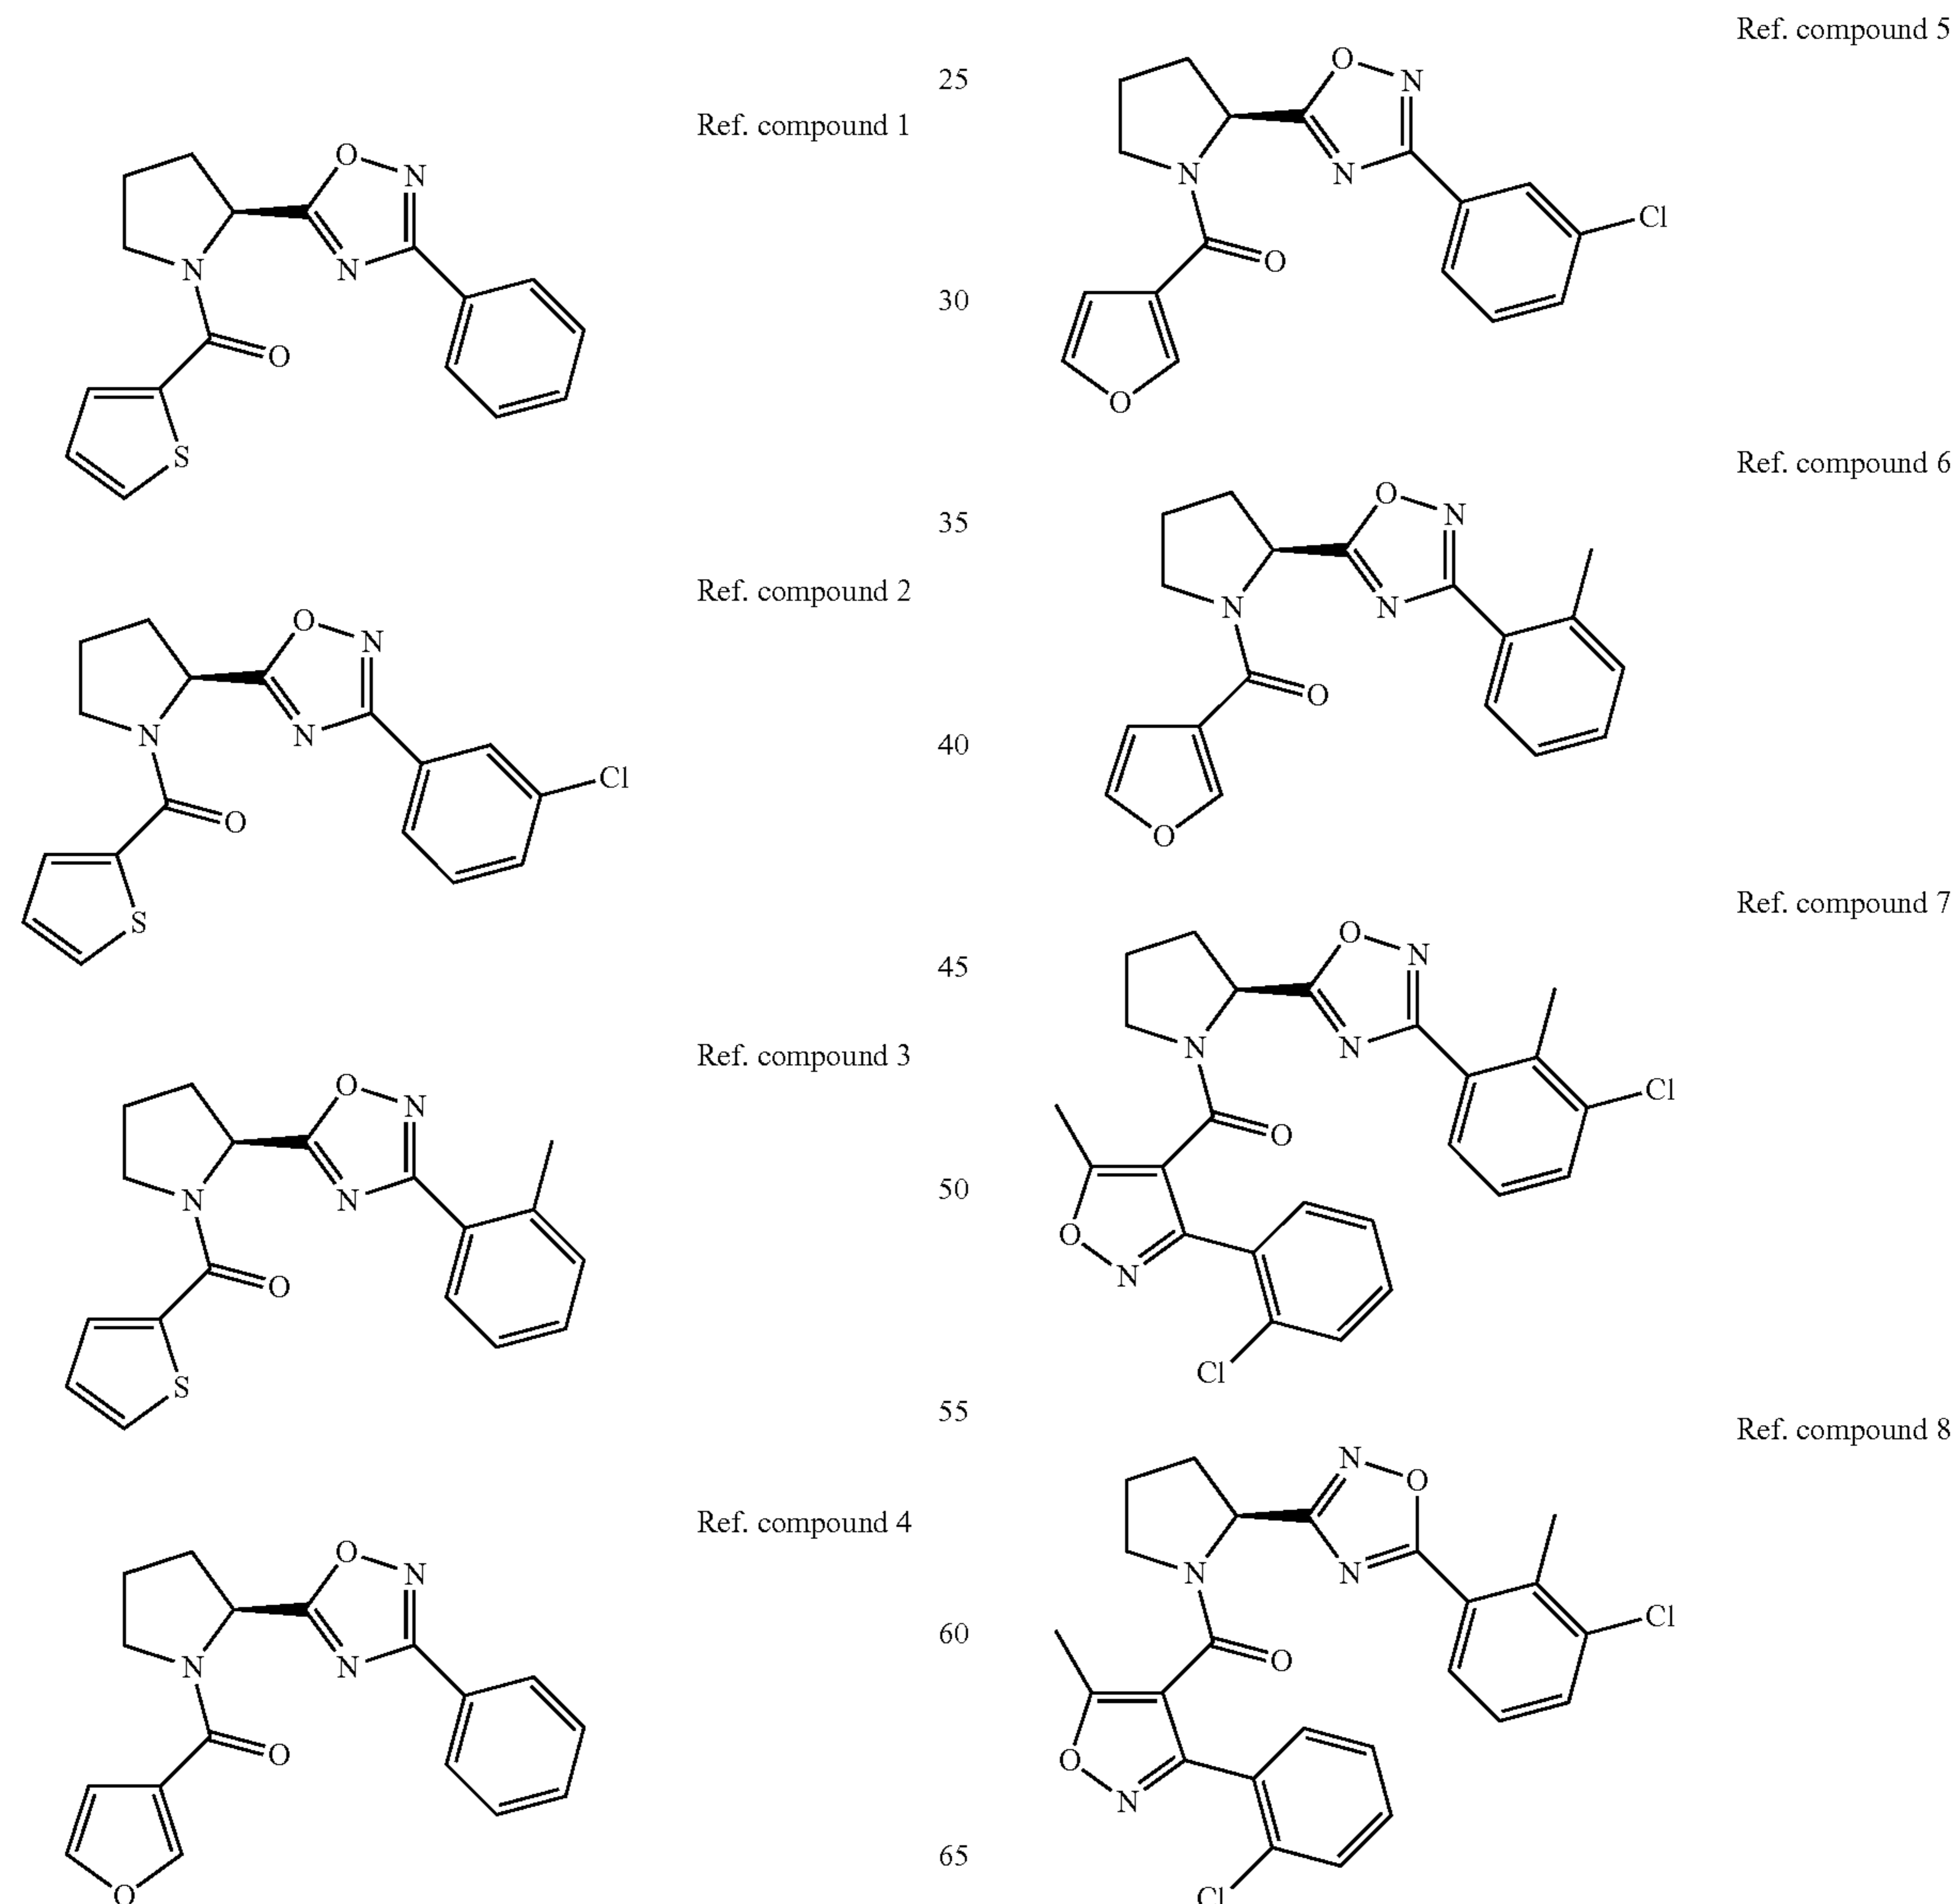 Ref. compound 1
O
N
N
N
O
S
Ref. compound 2
O
N
N
N
Cl
O
S
Ref. compound 3
O
N
N
N
O
S
Ref. compound 4
O
N
N
N
O
O
25
30
35
40
45
50
55
60
65
Ref. compound 5
O
N
N
N
Cl
O
O
Ref. compound 6
O
N
N
N
O
O
Ref. compound 7
O
N
N
N
Cl
O
O
N
Cl
Ref. compound 8
N
O
N
N
Cl
O
O
N
Cl